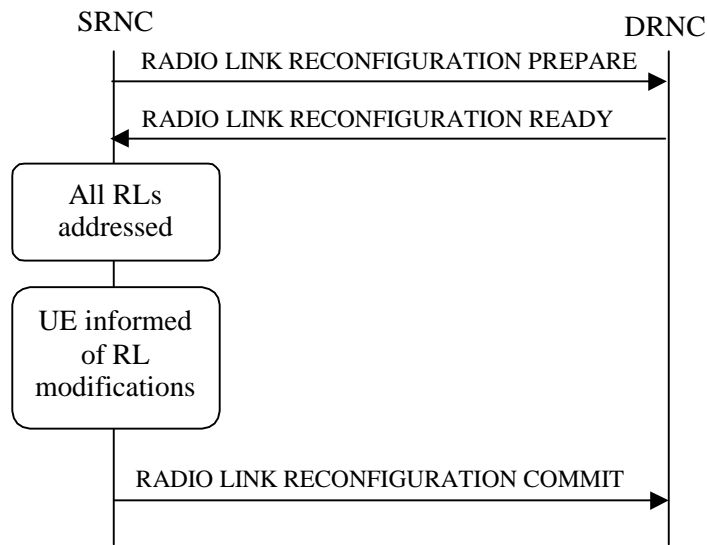 SRNC
DRNC
RADIO LINK RECONFIGURATION PREPARE
RADIO LINK RECONFIGURATION READY
All RLs
addressed
UE informed
of RL
modifications
RADIO LINK RECONFIGURATION COMMIT